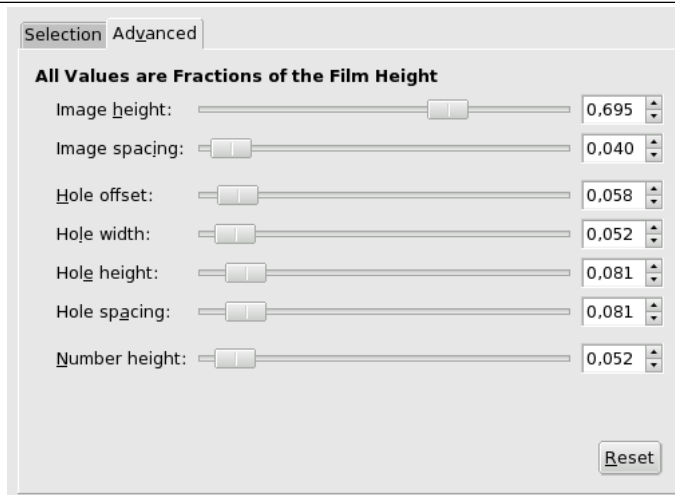 Selection Advanced
All Values are Fractions of the Film Height
Image height: 0,695
Image spacing: 0,040
Hole offset: 0,058
Hole width: 0,052
Hole height: 0,081
Hole spacing: 0,081
Number height: 0,052
Reset